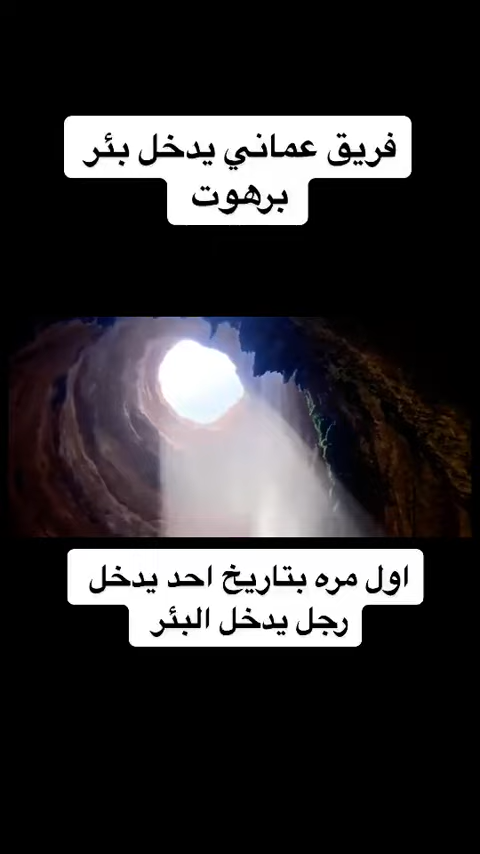 فريق عماني يدخل بئر
برهوت
اول مره بتاريخ احد يدخل
رجل يدخل البئر